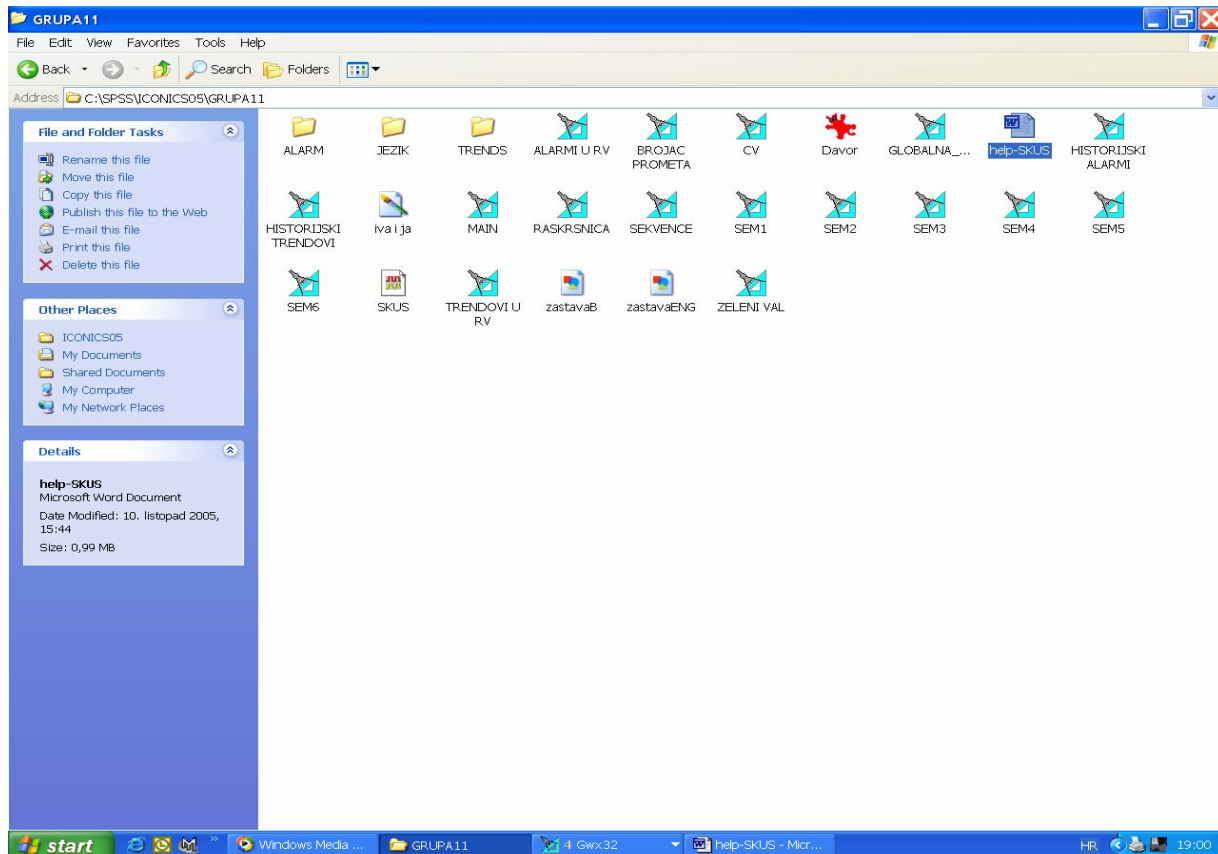 GRUPA11
File Edit View Favorites Tools Help
Back Search Folders
Address C:\SPSS\ICONICS05\GRUPA11
File and Folder Tasks
Rename this file
Move this file
Copy this file
Publish this file to the Web
E-mail this file
Print this file
Delete this file
Other Places
ICONICS05
My Documents
Shared Documents
My Computer
My Network Places
Details
help-SKUS
Microsoft Word Document
Date Modified: 10. listopad 2005,
15:44
Size: 0,99 MB
ALARM JEZIK TRENDS ALARMI U RV BROJAC PROMETA CV Davor GLOBALNA_... help-SKUS HISTORIJSKI ALARMI
HISTORIJSKI TRENDOVI iva i ja MAIN RASKRSNICA SEKVENCE SEM1 SEM2 SEM3 SEM4 SEM5
SEM6 SKUS TRENDOVI U RV zastavaB zastavaENG ZELENI VAL
start Windows Media ... GRUPA11 4 Gwx32 help-SKUS - Micr... HR 19:00